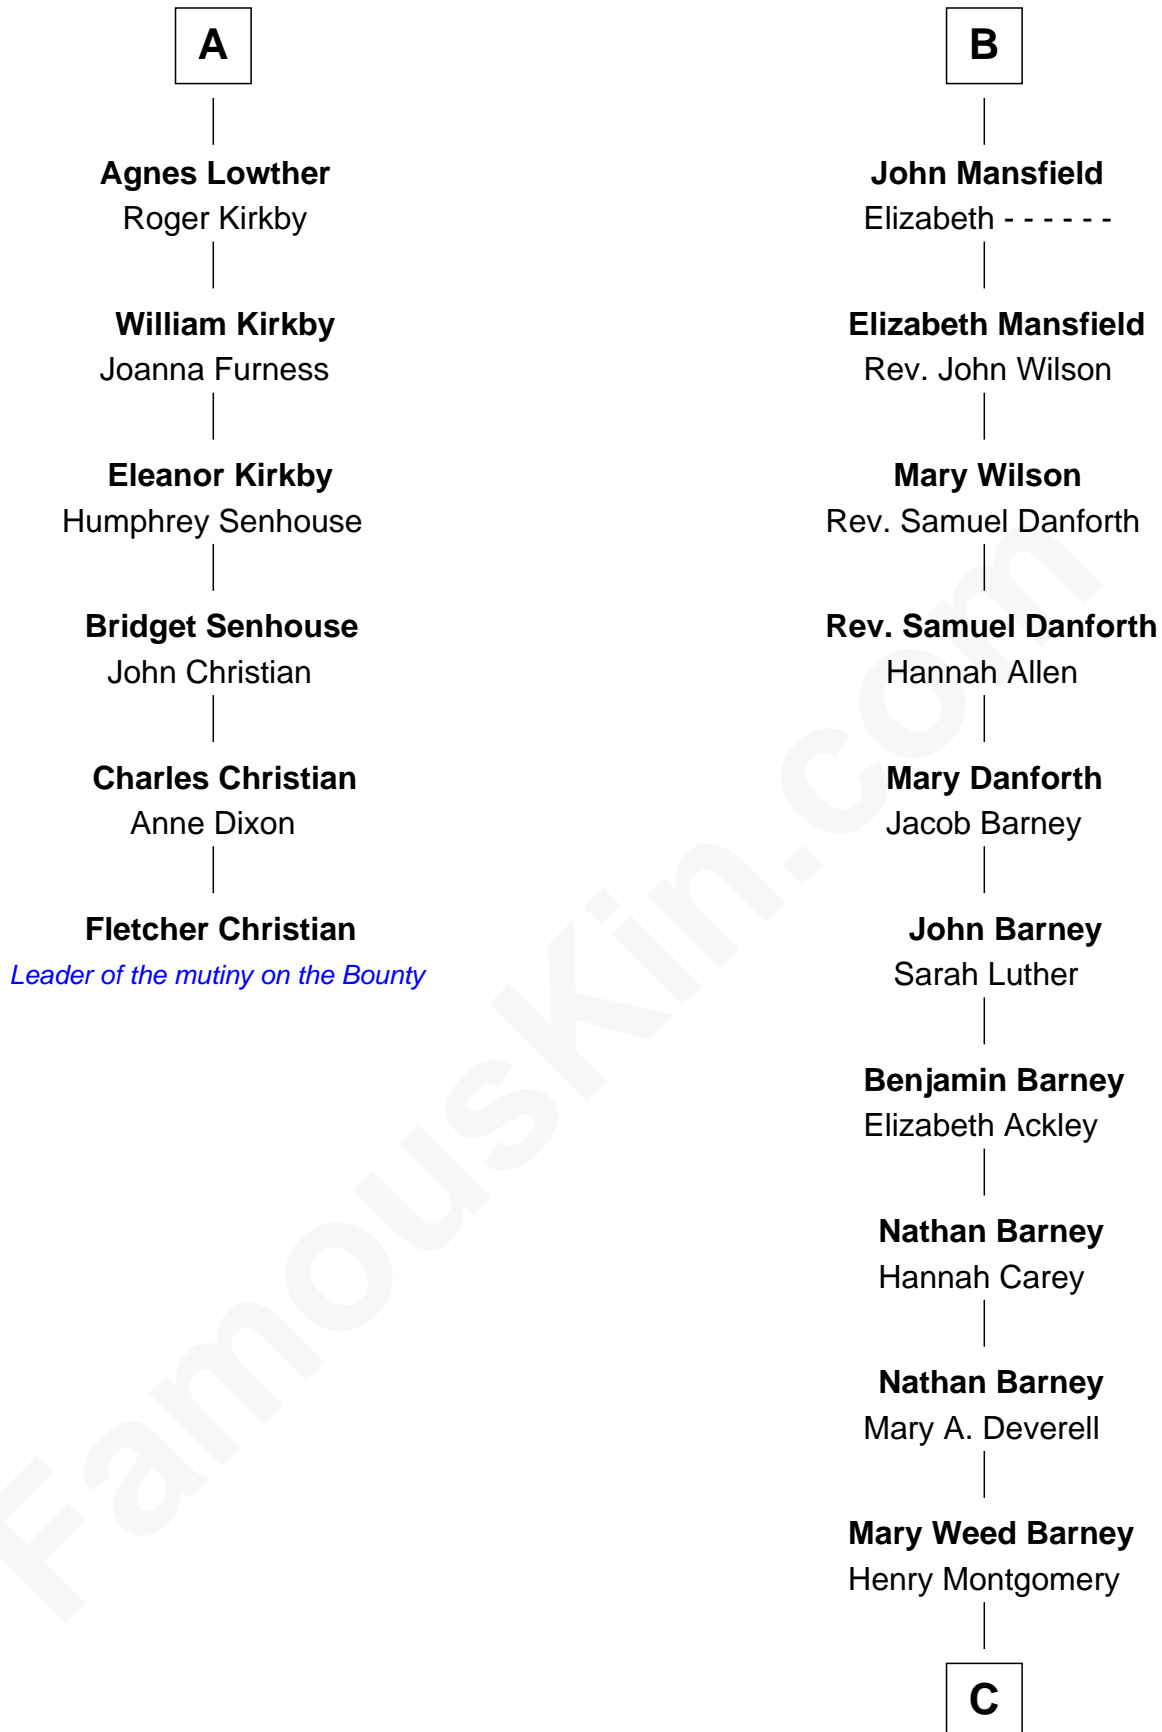 A
Agnes Lowther
Roger Kirkby
William Kirkby
Joanna Furness
Eleanor Kirkby
Humphrey Senhouse
Bridget Senhouse
John Christian
Charles Christian
Anne Dixon
Fletcher Christian
Leader of the mutiny on the Bounty
B
John Mansfield
Elizabeth - - - - - -
Elizabeth Mansfield
Rev. John Wilson
Mary Wilson
Rev. Samuel Danforth
Rev. Samuel Danforth
Hannah Allen
Mary Danforth
Jacob Barney
John Barney
Sarah Luther
Benjamin Barney
Elizabeth Ackley
Nathan Barney
Hannah Carey
Nathan Barney
Mary A. Deverell
Mary Weed Barney
Henry Montgomery
C
FamousKin.com